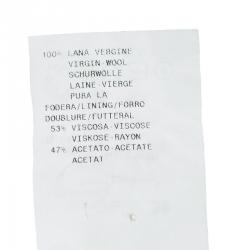 100% LANA VERGINE
VIRGIN-WOOL
SCHURWOLLE
LAINE-VIERGE
PURA LA
FODERA/LINING/FORRO
DOUBLURE/FUTTERAL
53% VISCOSA-VISCOSE
VISKOSE-RAYON
47% ACETATO-ACETATE
ACETAT